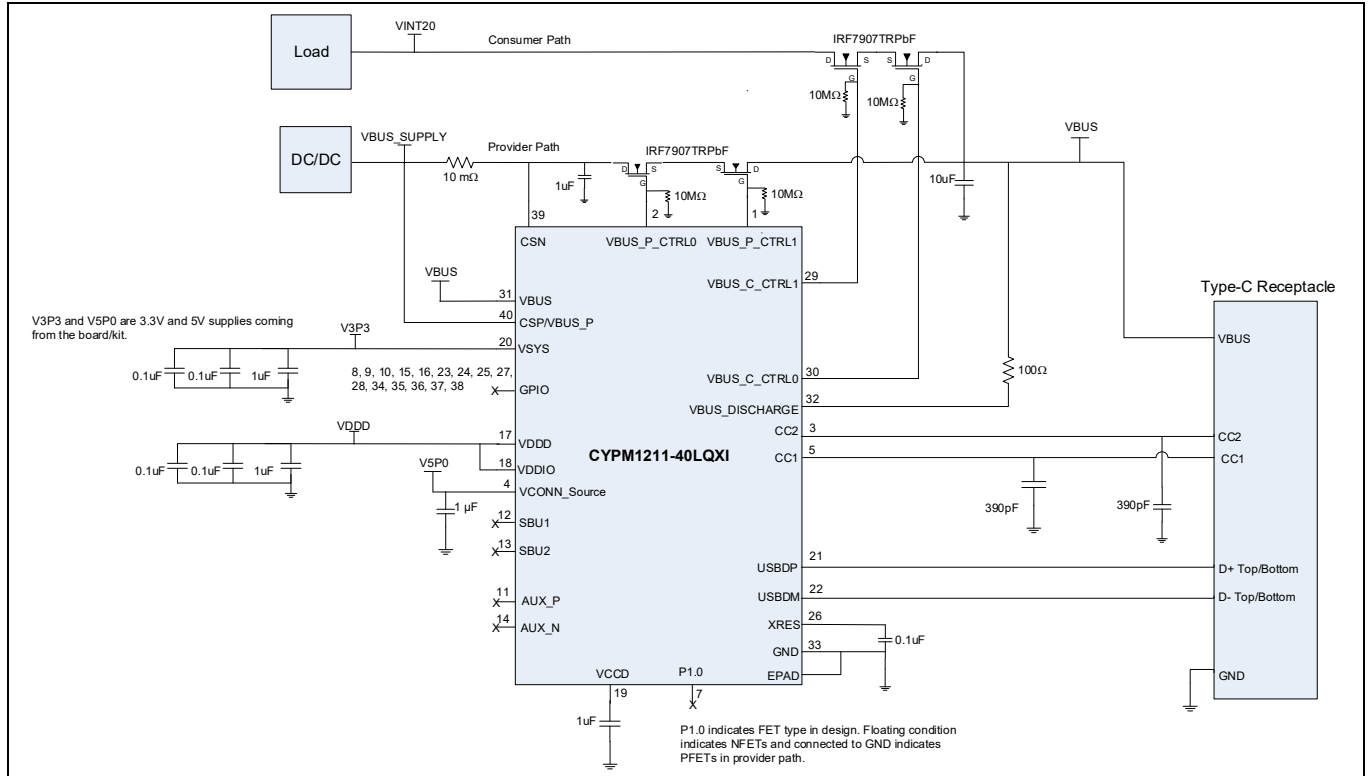 VINT20
Load
Consumer Path
IRF7907TRPbF
D
S
S
D
G
G
10MΩ
10MΩ
VBUS_SUPPLY
DC/DC
Provider Path
IRF7907TRPbF
VBUS
10 mΩ
D
S
S
D
G
G
1uF
10MΩ
10MΩ
10uF
39
2
1
CSN
VBUS_P_CTRL0
VBUS_P_CTRL1
VBUS_C_CTRL1
29
VBUS
31
VBUS
40
CSP/VBUS_P
Type-C Receptacle
V3P3 and V5P0 are 3.3V and 5V supplies coming
from the board/kit.
V3P3
20
VSYS
VBUS
0.1uF
0.1uF
1uF
8, 9, 10, 15, 16, 23, 24, 25, 27,
28, 34, 35, 36, 37, 38
GPIO
VBUS_C_CTRL0
30
100Ω
VBUS_DISCHARGE
32
VDDD
17
VDDD
CC2
3
CC2
0.1uF
0.1uF
1uF
18
VDDIO
CYPM1211-40LQXI
CC1
5
CC1
V5P0
4
VCONN_Source
1 µF
390pF
390pF
12
SBU1
13
SBU2
USBDP
21
D+ Top/Bottom
11
AUX_P
USBDM
22
D- Top/Bottom
14
AUX_N
XRES
26
0.1uF
GND
33
EPAD
GND
VCCD
P1.0
19
7
1uF
P1.0 indicates FET type in design. Floating condition
indicates NFETs and connected to GND indicates
PFETs in provider path.